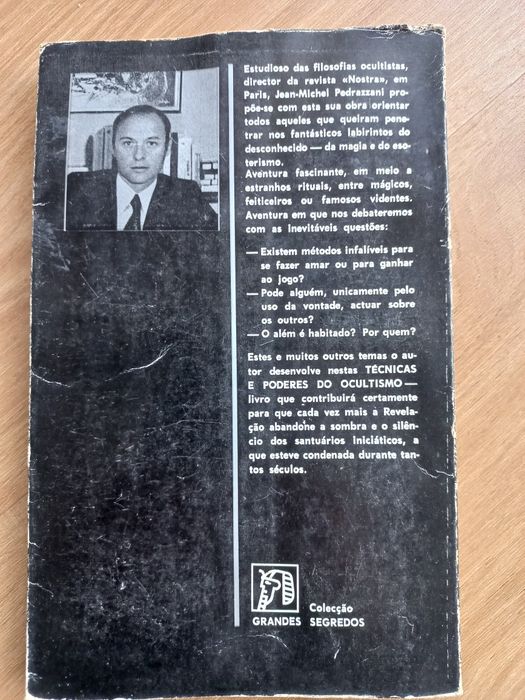 Estudioso das filosofias ocultistas,
director da revista «Nostra», em
Paris, Jean-Michel Pedrazzani pro
põe-se com esta sua obra orientar
todos aqueles que queiram pene-
trar nos fantásticos labirintos do
desconhecido — da magia e do eso-
terismo.
Aventura fascinante, em meio a
estranhos rituais, entre mágicos,
feiticeiros ou famosos videntes.
Aventura em que nos debateremos
com as inevitáveis questões:
— Existem métodos infalíveis para
se fazer amar ou para ganhar
ao jogo?
— Pode alguém, unicamente pelo
uso da vontade, actuar sobre
os outros?
— O além é habitado? Por quem?
Estes e muitos outros temas o au-
tor desenvolve nestas TÉCNICAS
E PODERES DO OCULTISMO —
livro que contribuirá certamente
para que cada vez mais a Revela-
ção abandone a sombra e o silên-
cio dos santuários iniciáticos, a
que esteve condenada durante tan-
tos séculos.
Colecção
GRANDES SEGREDOS